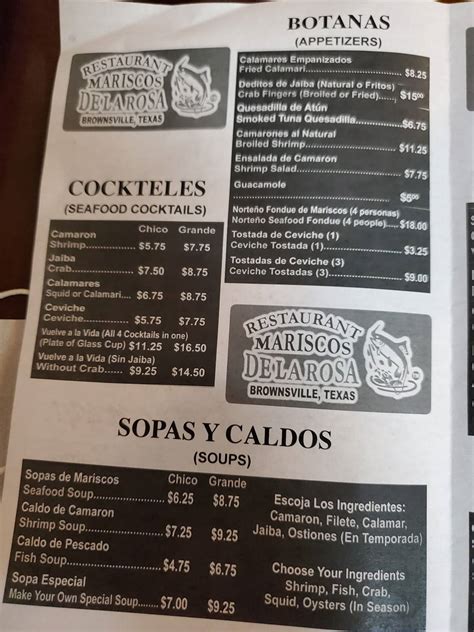 RESTAURANT
MARISCOS
DELAROSA
BROWNSVILLE, TEXAS
COCKTELES
(SEAFOOD COCKTAILS)
Chico Grande
Camaron
Shrimp....$5.75 $7.75
Jaiba
Crab....$7.50 $8.75
Calamares
Squid or Calamari....$6.75 $8.75
Ceviche
Ceviche....$5.75 $7.75
Vuelve a la Vida (All 4 Cocktails in one)
(Plate of Glass Cup) $11.25 $16.50
Vuelve a la Vida (Sin Jaiba)
Without Crab....$9.25 $14.50
BOTANAS
(APPETIZERS)
Calamares Empanizados
Fried Calamari....$8.25
Deditos de Jaiba (Natural o Fritos)
Crab Fingers (Broiled or Fried)....$15.00
Quesadilla de Atún
Smoked Tuna Quesadilla....$6.75
Camarones al Natural
Broiled Shrimp....$11.25
Ensalada de Camaron
Shrimp Salad....$7.75
Guacamole
$5.00
Norteño Fondue de Mariscos (4 personas)
Norteño Seafood Fondue (4 people)....$18.00
Tostada de Ceviche (1)
Ceviche Tostada (1)....$3.25
Tostadas de Ceviche (3)
Ceviche Tostadas (3)....$9.00
RESTAURANT
MARISCOS
DELAROSA
BROWNSVILLE, TEXAS
SOPAS Y CALDOS
(SOUPS)
Chico Grande
Sopas de Mariscos
Seafood Soup....$6.25 $8.75
Caldo de Camaron
Shrimp Soup....$7.25 $9.25
Caldo de Pescado
Fish Soup....$4.75 $6.75
Sopa Especial
Make Your Own Special Soup....$7.00 $9.25
Escoja Los Ingredientes:
Camaron, Filete, Calamar,
Jaiba, Ostiones (En Temporada)
Choose Your Ingredients
Shrimp, Fish, Crab,
Squid, Oysters (In Season)